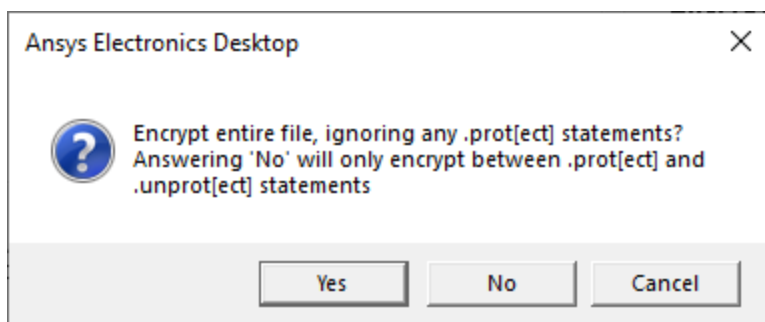 Ansys Electronics Desktop
Encrypt entire file, ignoring any .prot[ect] statements?
Answering 'No' will only encrypt between .prot[ect] and
.unprot[ect] statements
Yes No Cancel